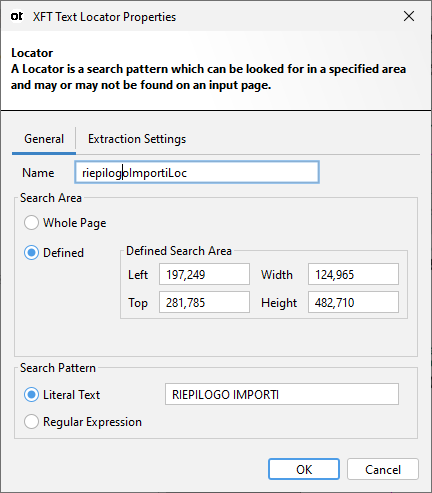 ot XFT Text Locator Properties
Locator
A Locator is a search pattern which can be looked for in a specified area
and may or may not be found on an input page.
General Extraction Settings
Name riepilogoImportiLoc
Search Area
Whole Page
Defined
Defined Search Area
Left 197,249 Width 124,965
Top 281,785 Height 482,710
Search Pattern
Literal Text RIEPILOGO IMPORTI
Regular Expression
OK Cancel